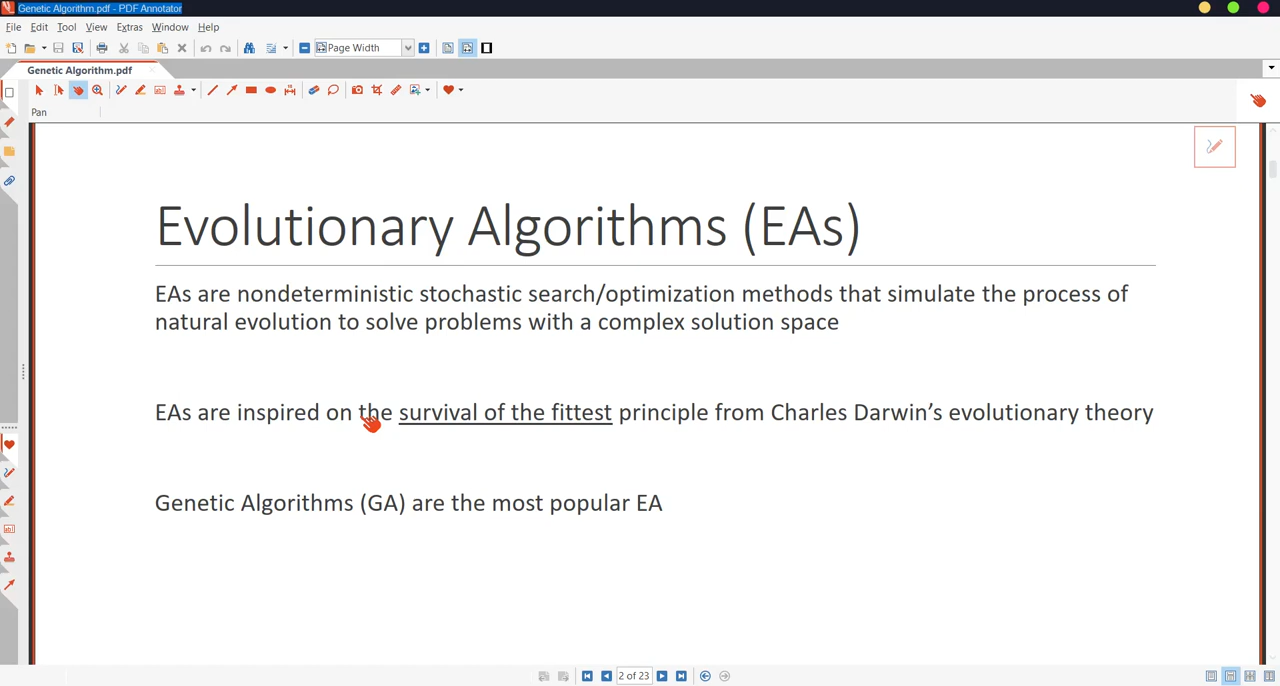 Genetic Algorithm.pdf - PDF Annotator
File Edit Tool View Extras Window Help
Page Width
Genetic Algorithm.pdf
Pan
Evolutionary Algorithms (EAs)
EAs are nondeterministic stochastic search/optimization methods that simulate the process of
natural evolution to solve problems with a complex solution space
EAs are inspired on the survival of the fittest principle from Charles Darwin’s evolutionary theory
Genetic Algorithms (GA) are the most popular EA
2 of 23